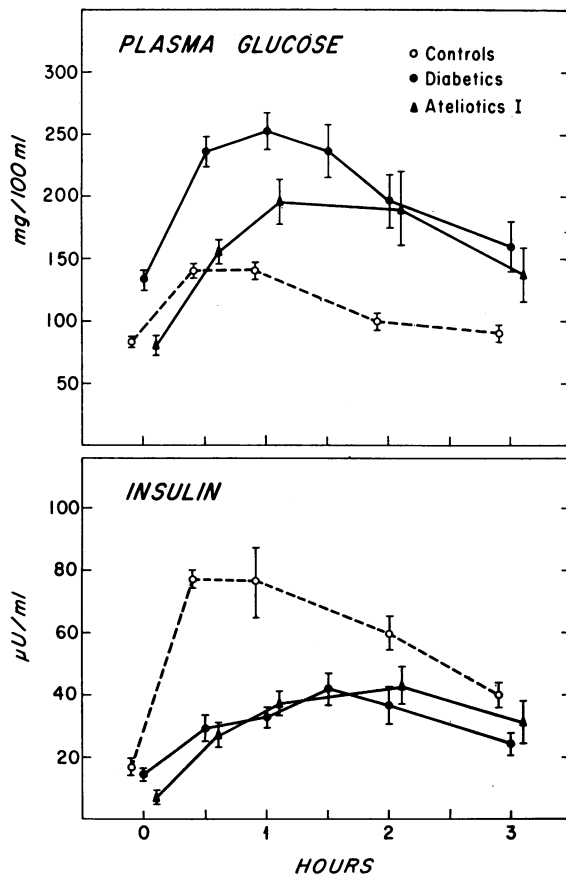 PLASMA GLUCOSE
Controls
Diabetics
Ateliotics I
mg/100 ml
300
250
200
150
100
50
INSULIN
μU/ml
100
80
60
40
20
0
1
2
3
HOURS